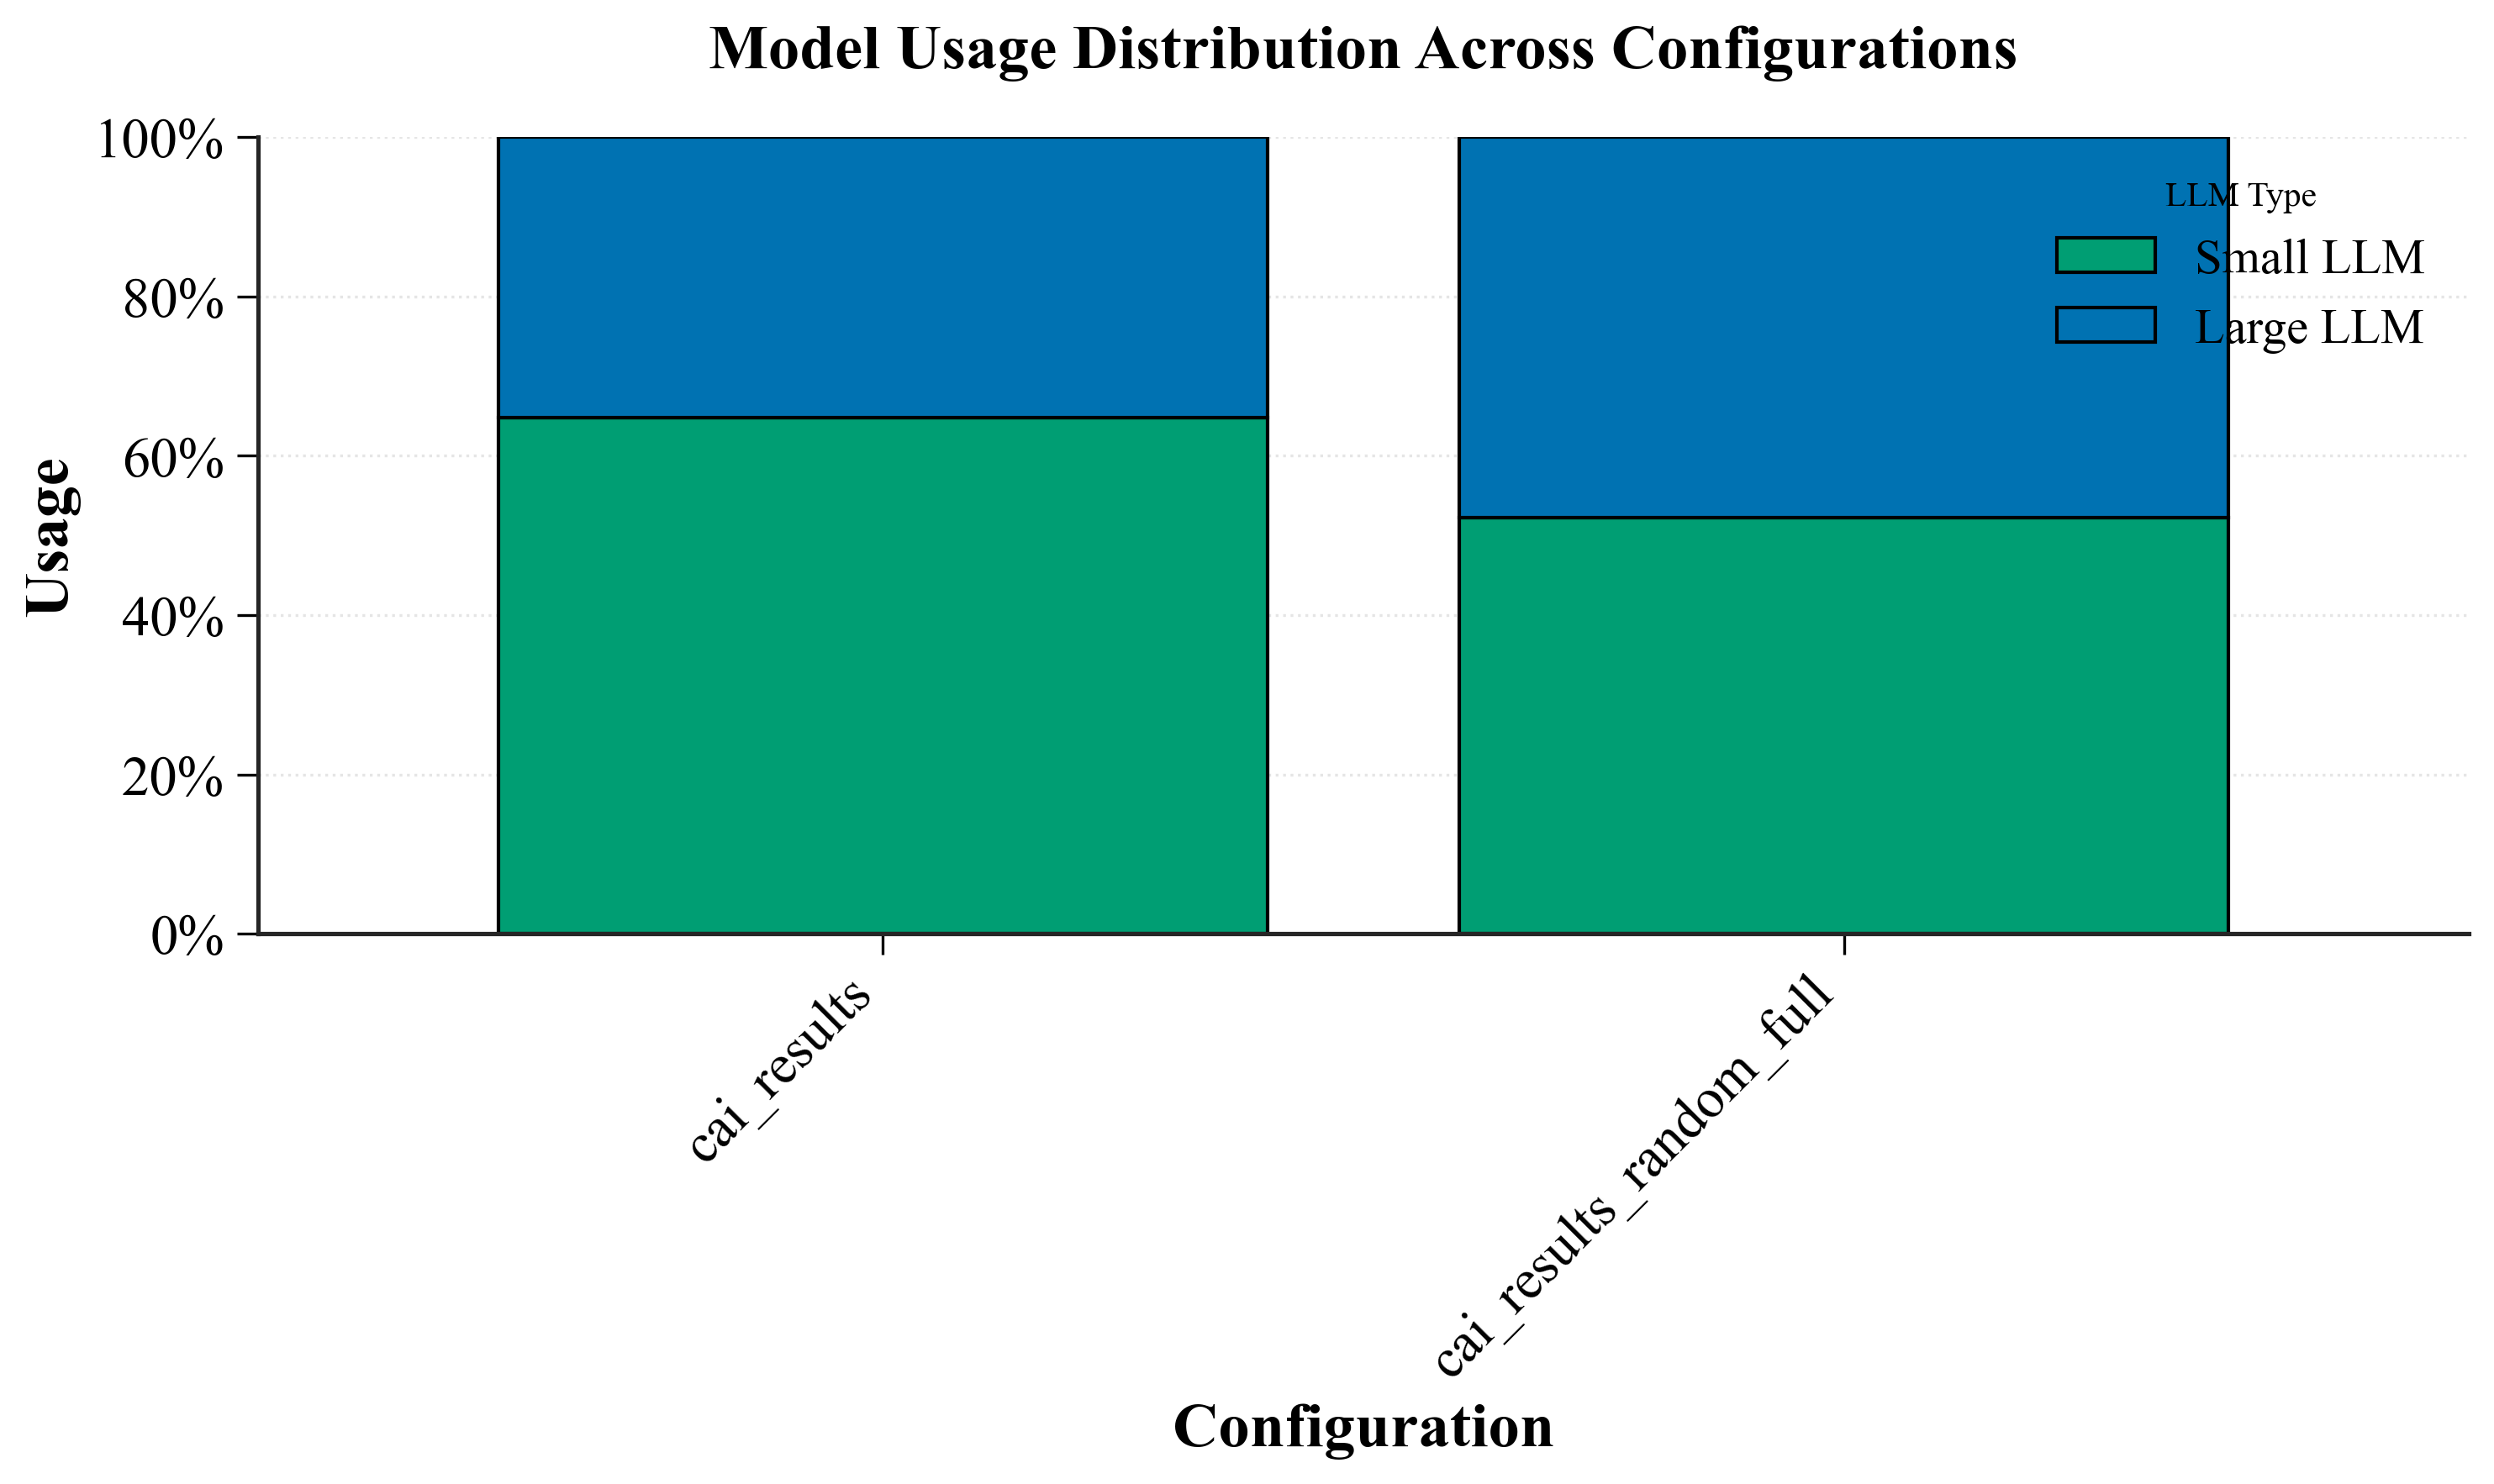 Model Usage Distribution Across Configurations
100%
80%
60%
40%
20%
0%
Usage
LLM Type
Small LLM
Large LLM
cai_results
cai_results_random_full
Configuration